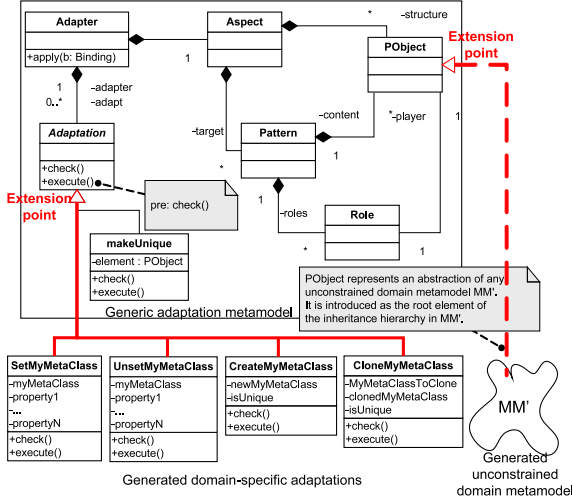 Adapter
+apply(b: Binding)
1
Aspect
*
-structure
PObject
Extension
point
1
0..*
-adapter
-adapt
Adaptation
+check()
+execute()
Extension
point
pre: check()
-target
*
Pattern
-content
1
*-player
1
1
-roles
*
Role
1
makeUnique
-element : PObject
+check()
+execute()
Generic adaptation metamodel
PObject represents an abstraction of any
unconstrained domain metamodel MM'.
It is introduced as the root element of
the inheritance hierarchy in MM'.
SetMyMetaClass
-myMetaClass
-property1
-...
-propertyN
+check()
+execute()
UnsetMyMetaClass
-myMetaClass
-property1
-...
-propertyN
+check()
+execute()
CreateMyMetaClass
-newMyMetaClass
-isUnique
+check()
+execute()
CloneMyMetaClass
-MyMetaClassToClone
-clonedMyMetaClass
-isUnique
+check()
+execute()
MM'
Generated
unconstrained
domain metamodel
Generated domain-specific adaptations